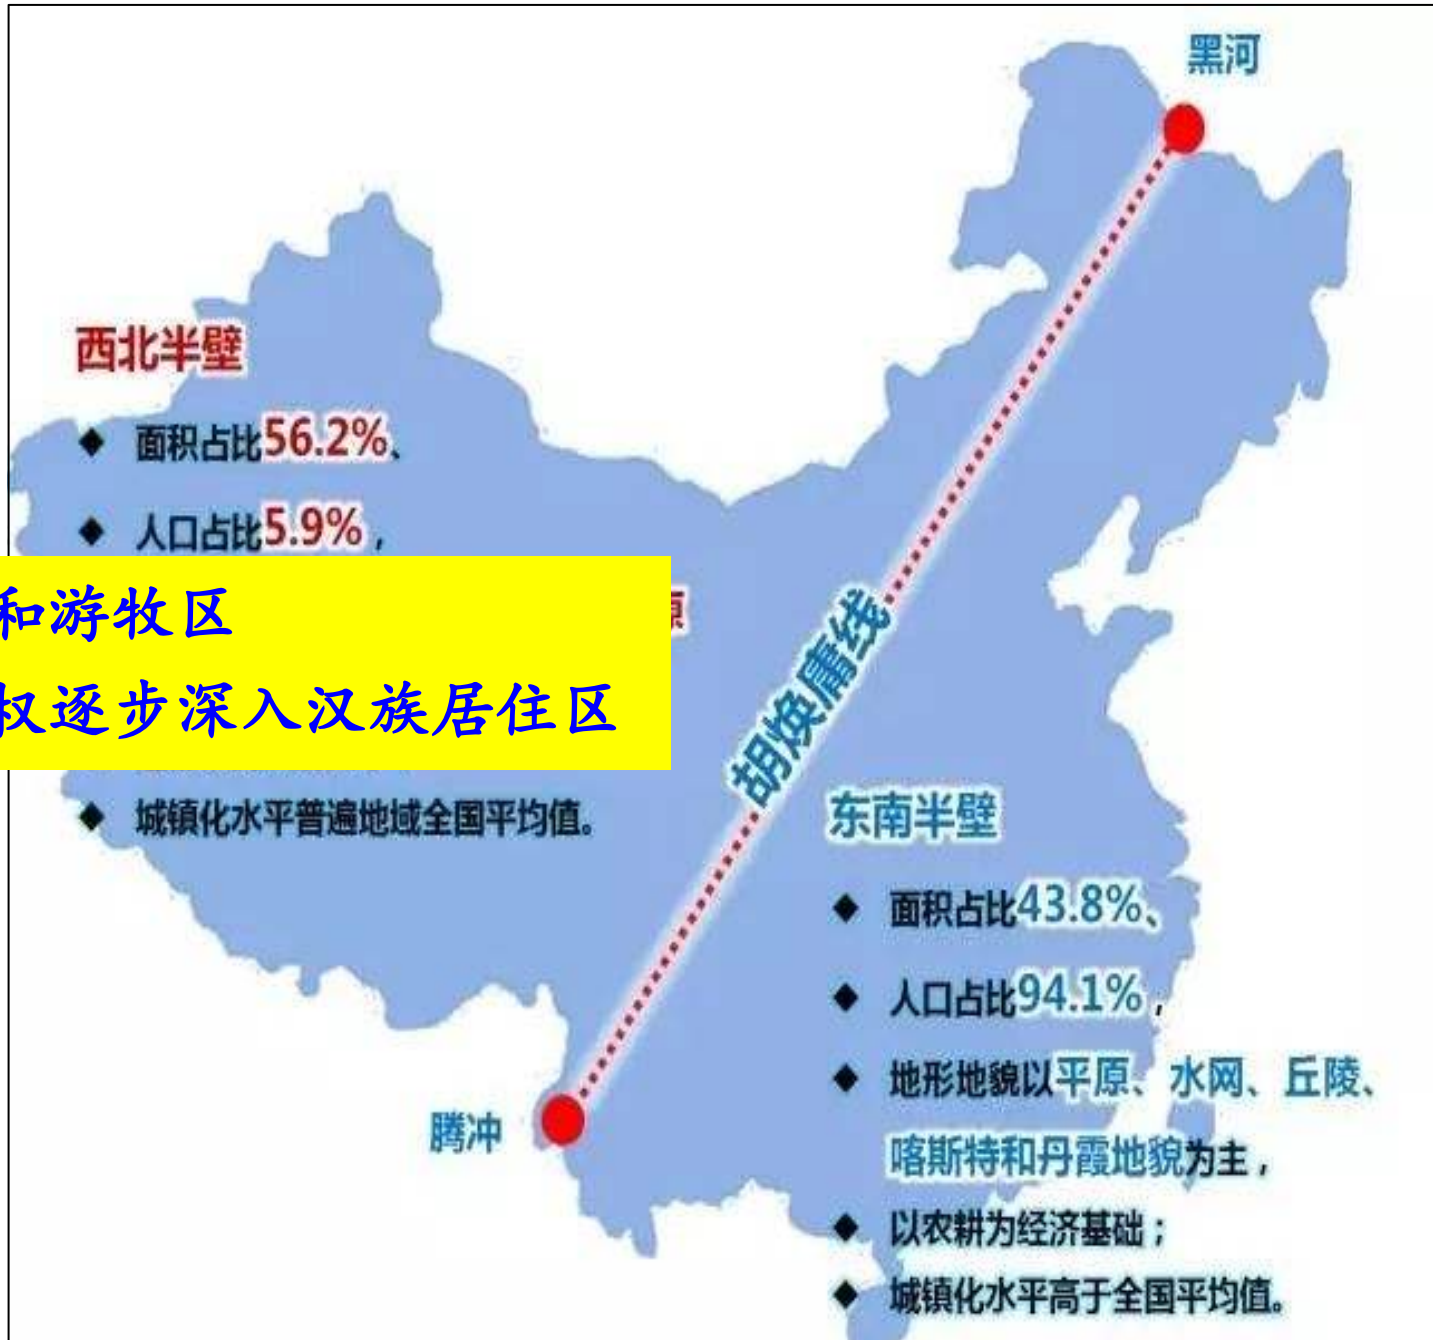 黑河
西北半壁
◆ 面积占比56.2%、
◆ 人口占比5.9%，
和游牧区
权逐步深入汉族居住区
◆ 城镇化水平普遍地域全国平均值。
胡焕庸线
东南半壁
◆ 面积占比43.8%、
◆ 人口占比94.1%，
◆ 地形地貌以平原、水网、丘陵、
喀斯特和丹霞地貌为主，
◆ 以农耕为经济基础；
◆ 城镇化水平高于全国平均值。
腾冲